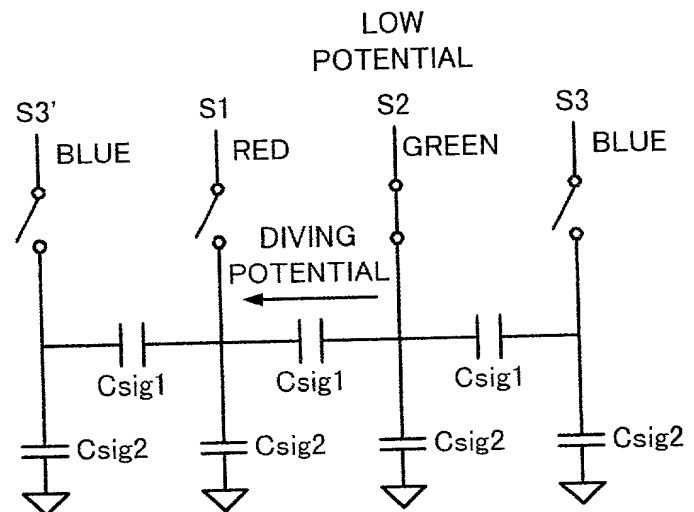 LOW
POTENTIAL
S3' S1 S2 S3
BLUE RED GREEN BLUE
DIVING
POTENTIAL
Csig1 Csig1 Csig1
Csig2 Csig2 Csig2 Csig2